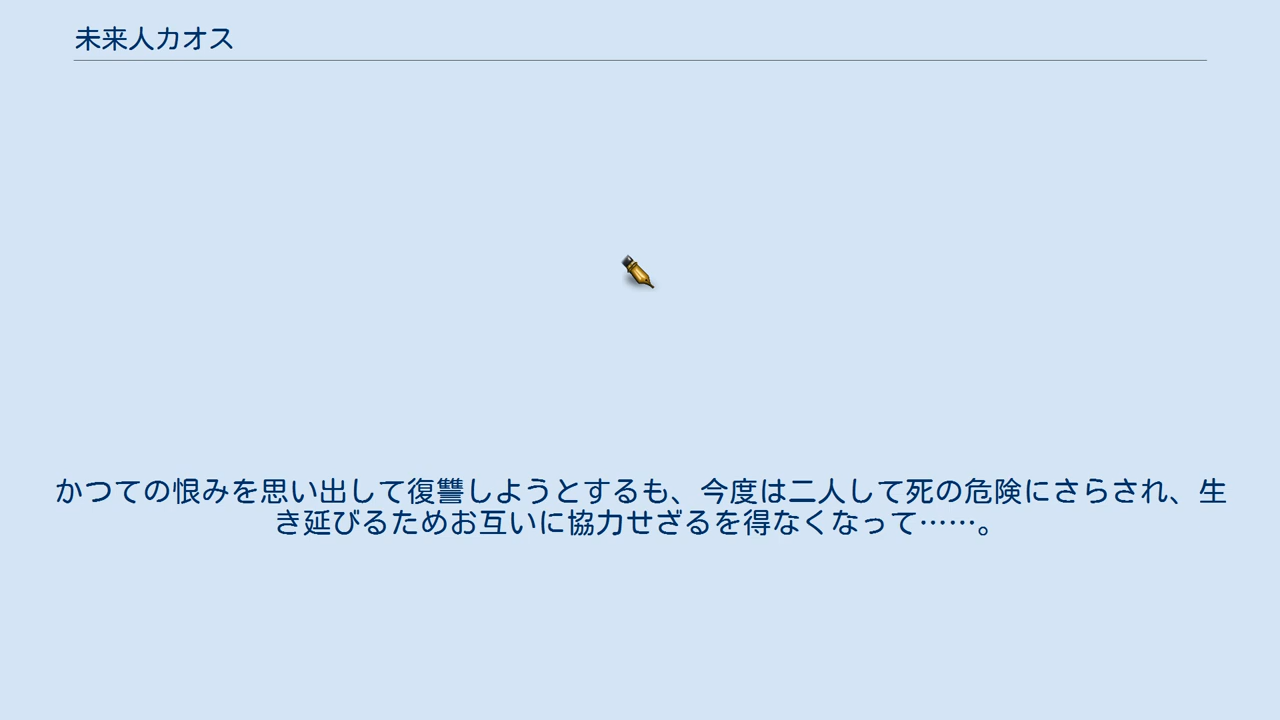 未来人カオス
かつての恨みを思い出して復讐しようとするも、今度は二人して死の危険にさらされ、生
き延びるためお互いに協力せざるを得なくなって……。